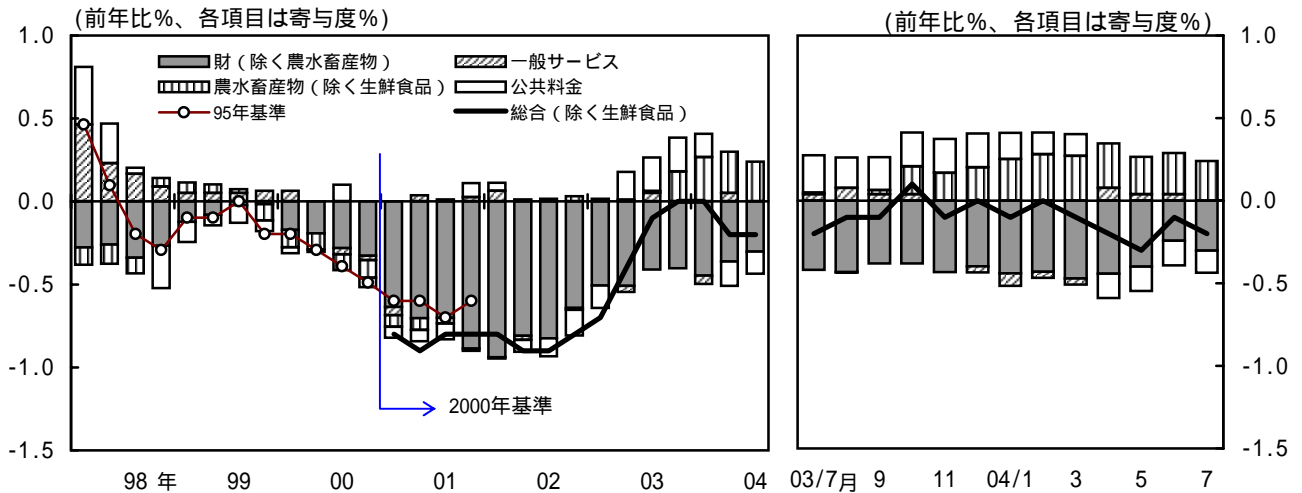 (前年比%、各項目は寄与度%)
1.0
0.5
0.0
-0.5
-1.0
-1.5
財(除く農水畜産物)
一般サービス
農水畜産物(除く生鮮食品)
公共料金
95年基準
総合(除く生鮮食品)
2000年基準
98 年 99 00 01 02 03 04
(前年比%、各項目は寄与度%)
1.0
0.5
0.0
-0.5
-1.0
-1.5
03/7月 9 11 04/1 3 5 7